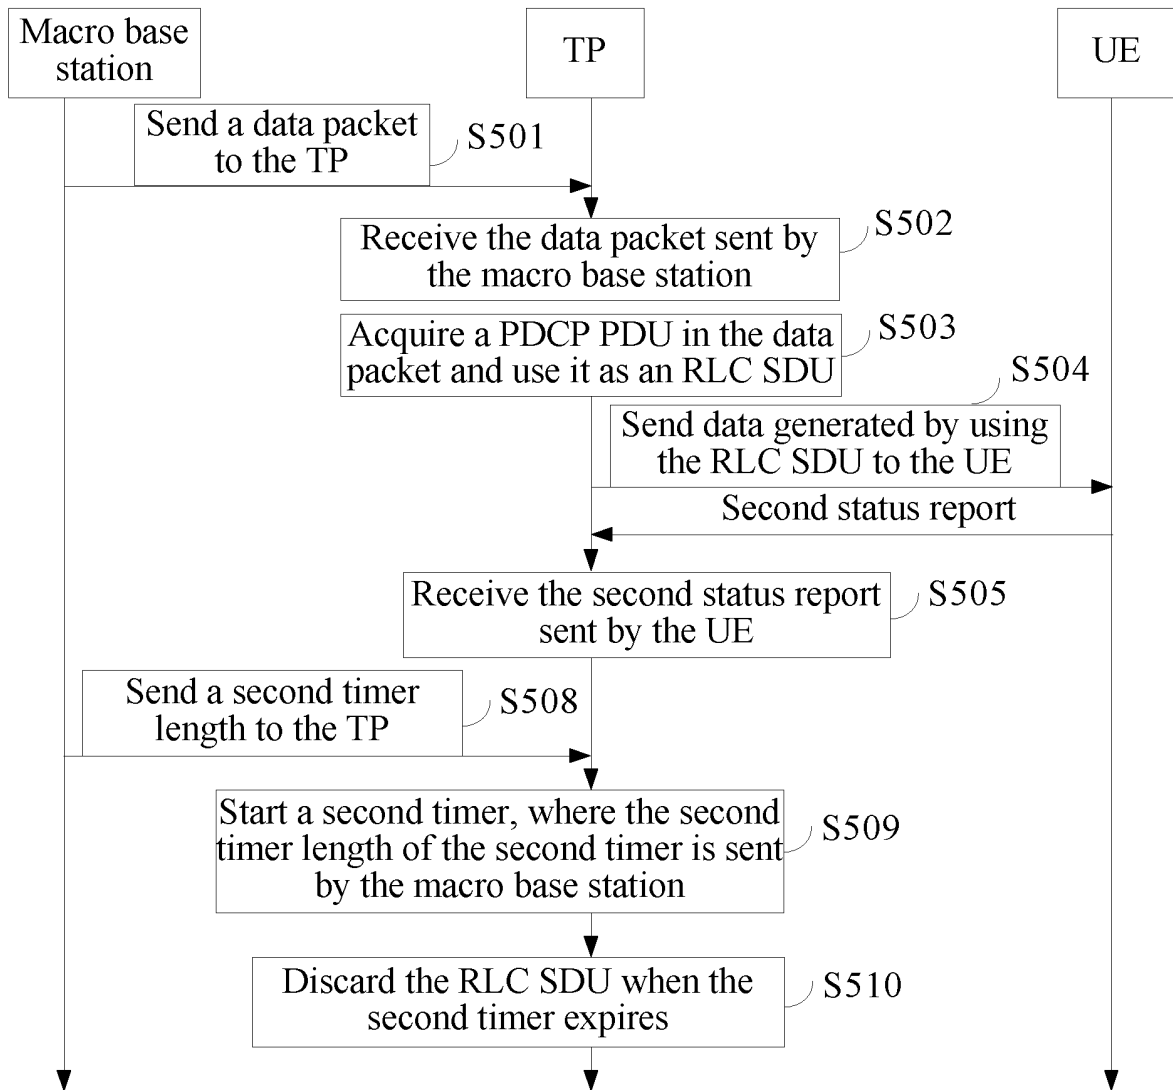 Macro base
station
TP
UE
Send a data packet
to the TP
S501
Receive the data packet sent by
the macro base station
S502
Acquire a PDCP PDU in the data
packet and use it as an RLC SDU
S503
S504
Send data generated by using
the RLC SDU to the UE
Second status report
Receive the second status report
sent by the UE
S505
Send a second timer
length to the TP
S508
Start a second timer, where the second
timer length of the second timer is sent
by the macro base station
S509
Discard the RLC SDU when the
second timer expires
S510